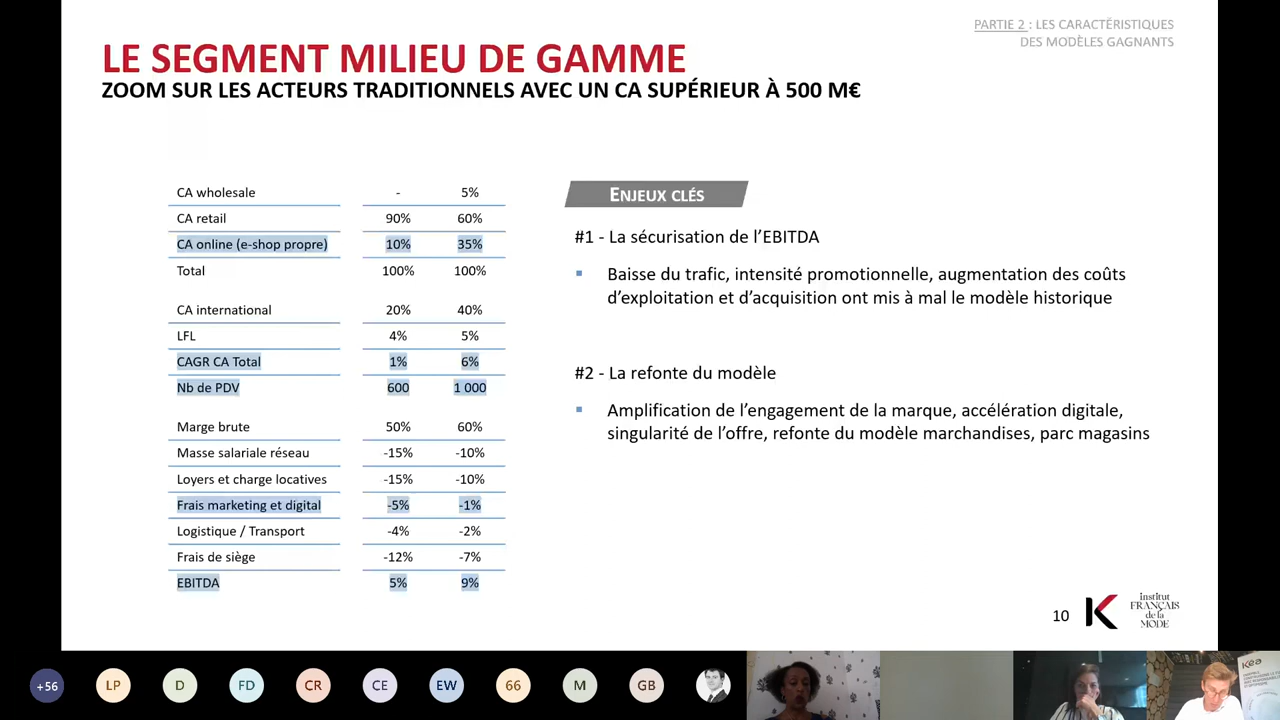 PARTIE 2 : LES CARACTÉRISTIQUES
DES MODÈLES GAGNANTS
LE SEGMENT MILIEU DE GAMME
ZOOM SUR LES ACTEURS TRADITIONNELS AVEC UN CA SUPÉRIEUR À 500 M€
CA wholesale - 5%
CA retail 90% 60%
CA online (e-shop propre) 10% 35%
Total 100% 100%
CA international 20% 40%
LFL 4% 5%
CAGR CA Total 1% 6%
Nb de PDV 600 1 000
Marge brute 50% 60%
Masse salariale réseau -15% -10%
Loyers et charge locatives -15% -10%
Frais marketing et digital -5% -1%
Logistique / Transport -4% -2%
Frais de siège -12% -7%
EBITDA 5% 9%
ENJEUX CLÉS
#1 - La sécurisation de l’EBITDA
▪ Baisse du trafic, intensité promotionnelle, augmentation des coûts
d’exploitation et d’acquisition ont mis à mal le modèle historique
#2 - La refonte du modèle
▪ Amplification de l’engagement de la marque, accélération digitale,
singularité de l’offre, refonte du modèle marchandises, parc magasins
10
institut
FRANÇAIS
de la
MODE
+56 LP D FD CR CE EW 66 M GB
Kéa